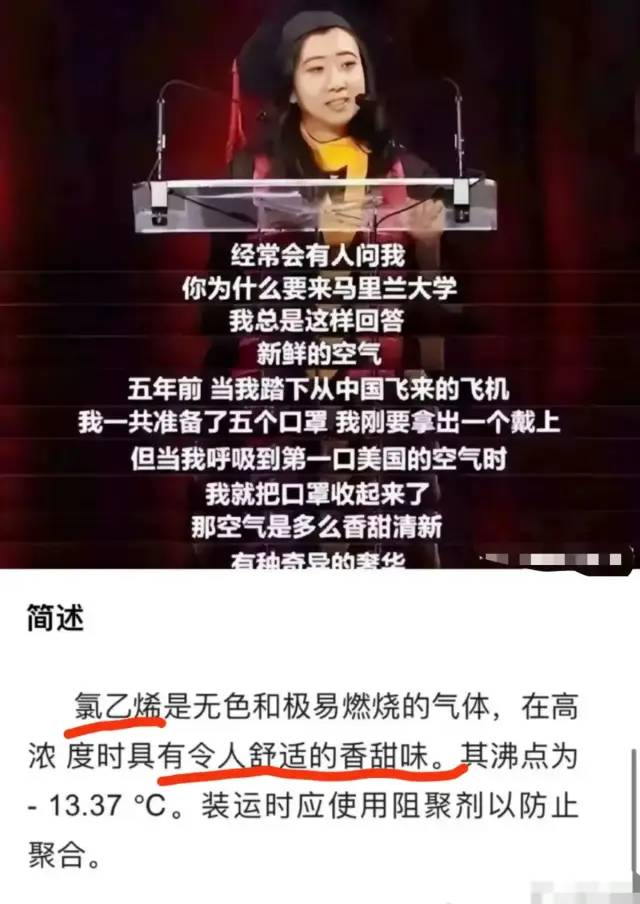 经常会有人问我
你为什么要来马里兰大学
我总是这样回答
新鲜的空气
五年前 当我踏下从中国飞来的飞机
我一共准备了五个口罩 我刚要拿出一个戴上
但当我呼吸到第一口美国的空气时
我就把口罩收起来了
那空气是多么香甜清新
有种奇异的奢华
简述
氯乙烯是无色和极易燃烧的气体，在高
浓 度时具有令人舒适的香甜味。其沸点为
- 13.37 ℃。装运时应使用阻聚剂以防止
聚合。